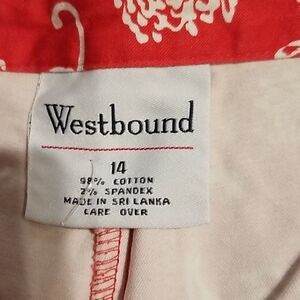 Westbound
14
98% COTTON
2% SPANDEX
MADE IN SRI LANKA
CARE OVER